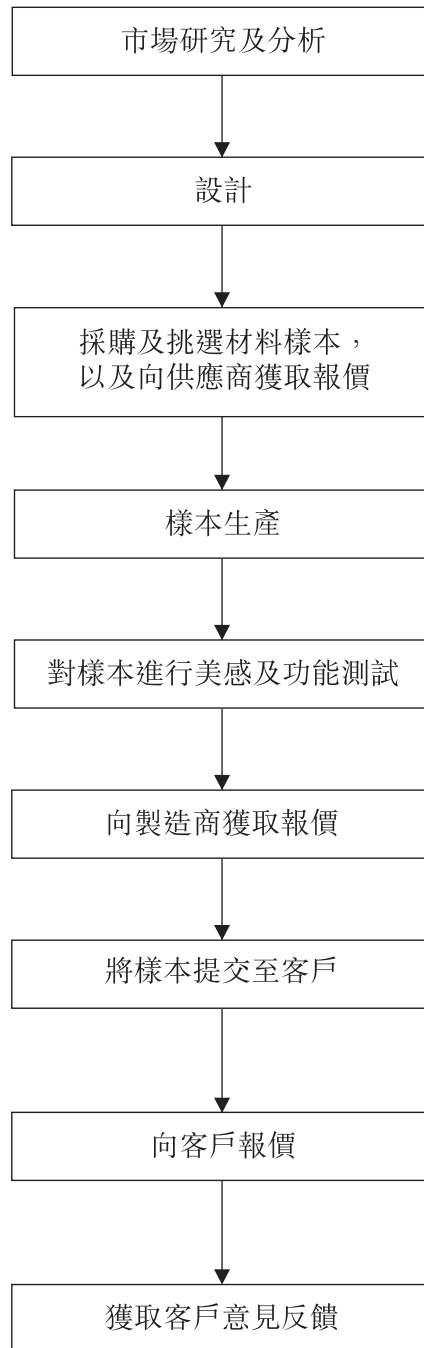 市場研究及分析
設計
採購及挑選材料樣本，
以及向供應商獲取報價
樣本生產
對樣本進行美感及功能測試
向製造商獲取報價
將樣本提交至客戶
向客戶報價
獲取客戶意見反饋